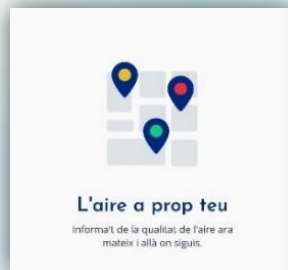 L'aire a prop teu
Informa't de la qualitat de l'aire ara
mateix i allà on siguis.